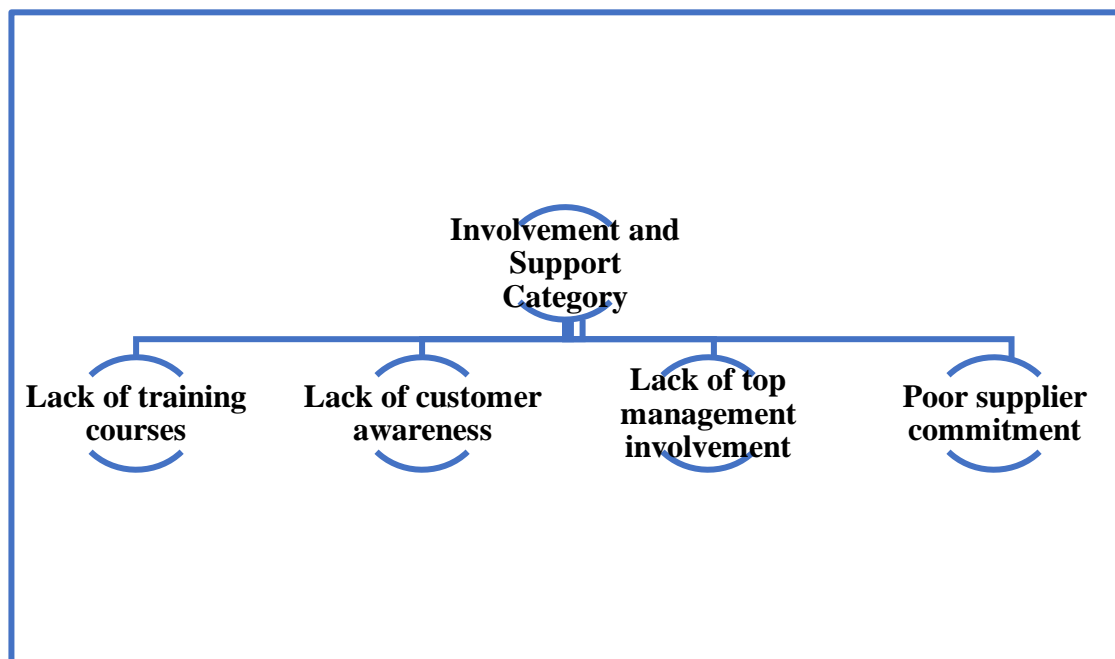 Involvement and
Support
Category
Lack of training
courses
Lack of customer
awareness
Lack of top
management
involvement
Poor supplier
commitment